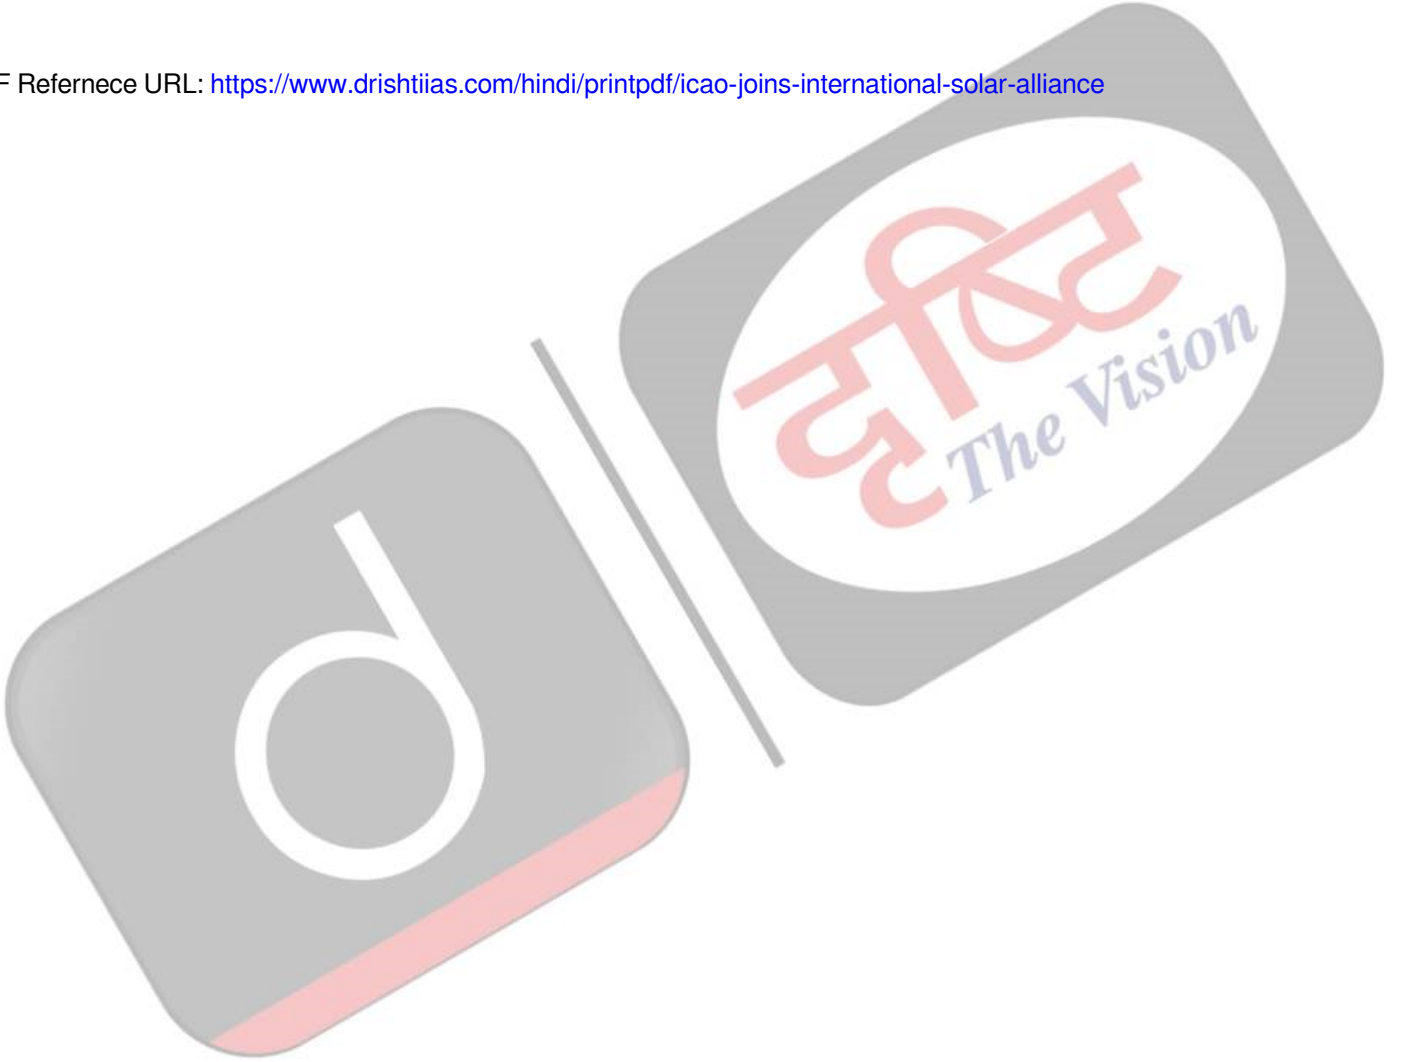 F Refernece URL: https://www.drishtiias.com/hindi/printpdf/icao-joins-international-solar-alliance
दृष्टि
The Vision
d